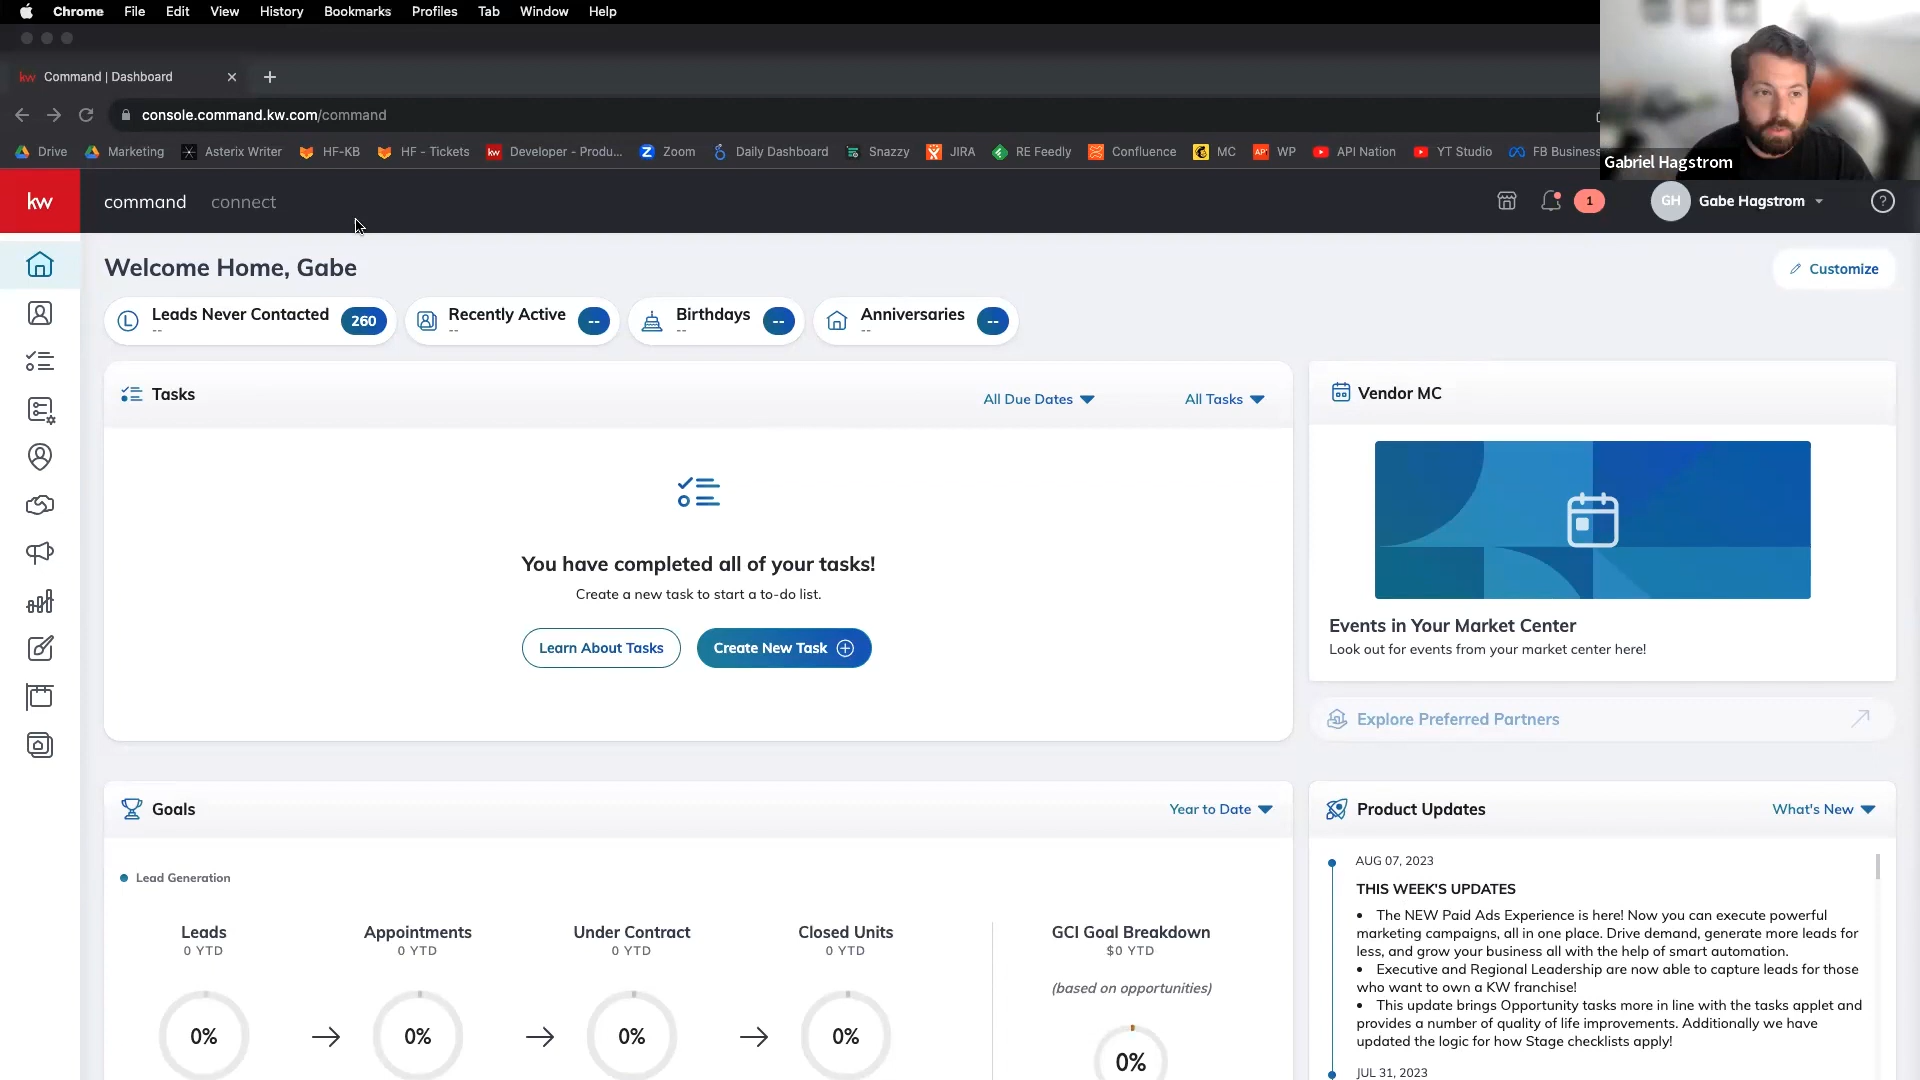 Chrome File Edit View History Bookmarks Profiles Tab Window Help
kw Command | Dashboard
console.command.kw.com/command
Drive Marketing Asterix Writer HF-KB HF - Tickets kw Developer - Produ... Zoom Daily Dashboard Snazzy JIRA RE Feedly Confluence MC WP API Nation YT Studio FB Business
Gabriel Hagstrom
kw command connect 1 GH Gabe Hagstrom ?
Welcome Home, Gabe
Customize
Leads Never Contacted 260 Recently Active -- Birthdays -- Anniversaries --
-- -- -- --
Tasks
All Due Dates All Tasks
You have completed all of your tasks!
Create a new task to start a to-do list.
Learn About Tasks Create New Task
Vendor MC
Events in Your Market Center
Look out for events from your market center here!
Explore Preferred Partners
Goals
Year to Date
Lead Generation
Leads Appointments Under Contract Closed Units GCI Goal Breakdown
0 YTD 0 YTD 0 YTD 0 YTD $0 YTD
(based on opportunities)
0% 0% 0% 0% 0%
Product Updates What's New
AUG 07, 2023
THIS WEEK'S UPDATES
• The NEW Paid Ads Experience is here! Now you can execute powerful
marketing campaigns, all in one place. Drive demand, generate more leads for
less, and grow your business all with the help of smart automation.
• Executive and Regional Leadership are now able to capture leads for those
who want to own a KW franchise!
• This update brings Opportunity tasks more in line with the tasks applet and
provides a number of quality of life improvements. Additionally we have
updated the logic for how Stage checklists apply!
JUL 31, 2023